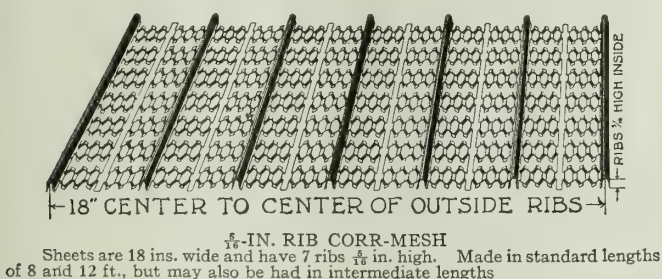 RIBS ¾ HIGH INSIDE
18" CENTER TO CENTER OF OUTSIDE RIBS
5/16-IN. RIB CORR-MESH
Sheets are 18 ins. wide and have 7 ribs 5/16 in. high. Made in standard lengths
of 8 and 12 ft., but may also be had in intermediate lengths